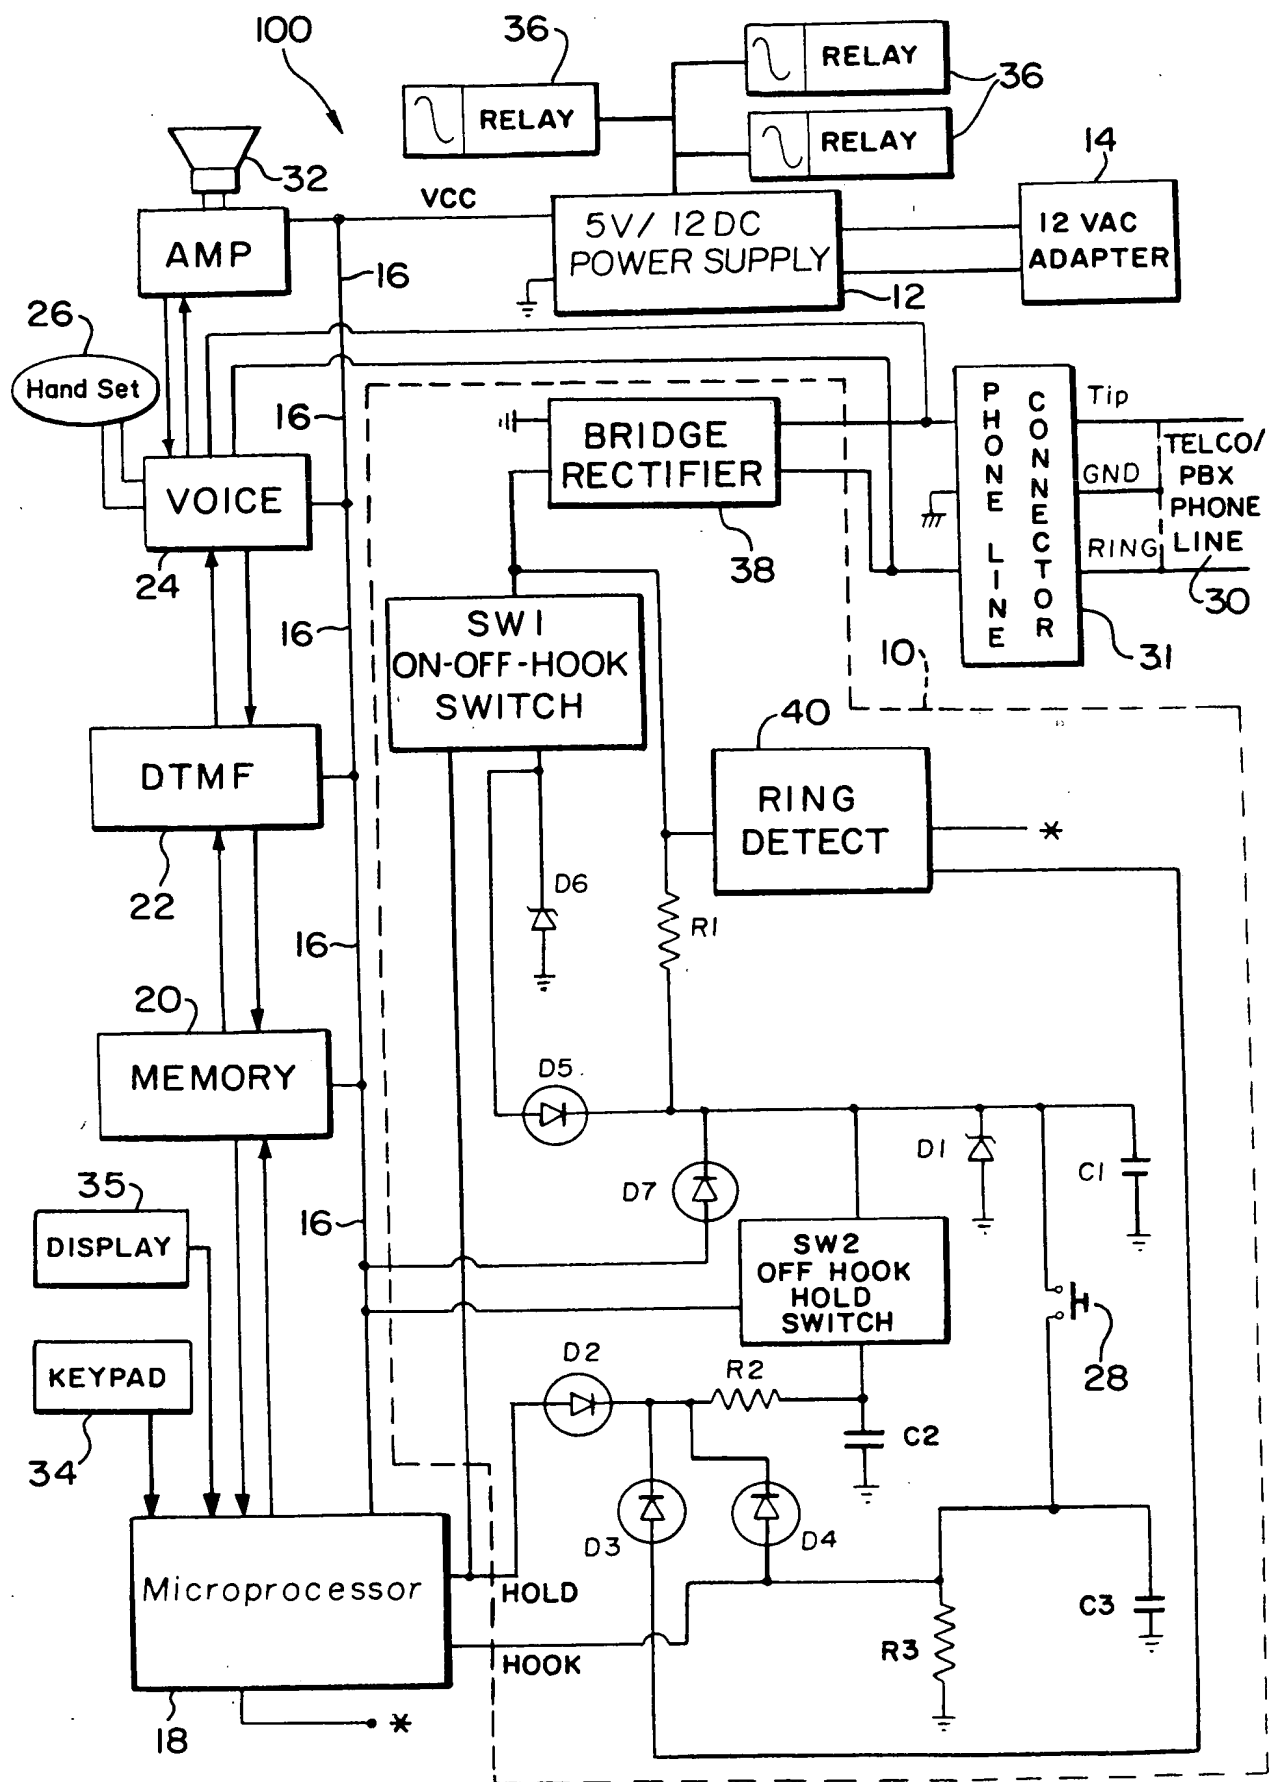 100
36
RELAY
RELAY
36
RELAY
32
14
VCC
AMP
5V/12DC
POWER SUPPLY
12 VAC
ADAPTER
16
12
26
Hand Set
16
BRIDGE
RECTIFIER
PHONE LINE
CONNECTOR
Tip
TELCO/
PBX
PHONE
LINE
GND
RING
VOICE
24
38
30
31
16
SW1
ON-OFF-HOOK
SWITCH
10
40
DTMF
RING
DETECT
*
22
D6
R1
16
20
MEMORY
D5
D1
C1
35
D7
16
DISPLAY
SW2
OFF HOOK
HOLD
SWITCH
28
KEYPAD
D2
R2
C2
34
D3
D4
Microprocessor
HOLD
C3
R3
HOOK
18
*